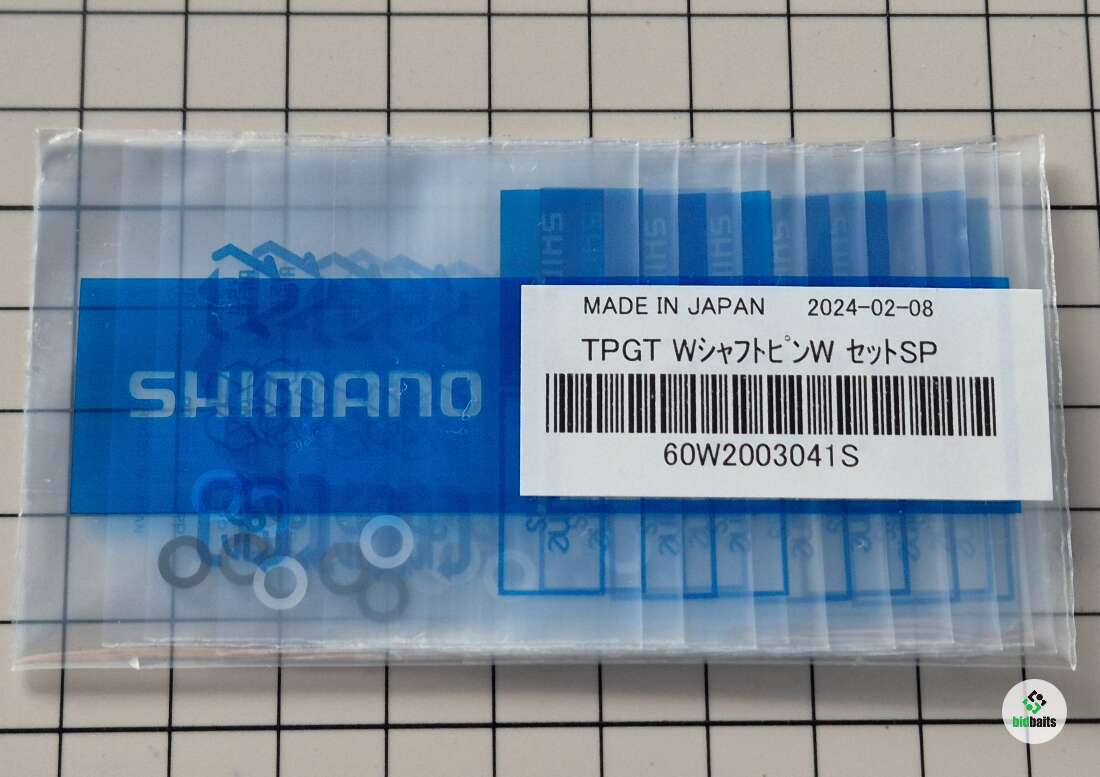 MADE IN JAPAN 2024-02-08
TPGT WｼｬﾌﾄﾋﾟﾝW ｾｯﾄSP
60W2003041S
SHIMANO
bidbaits